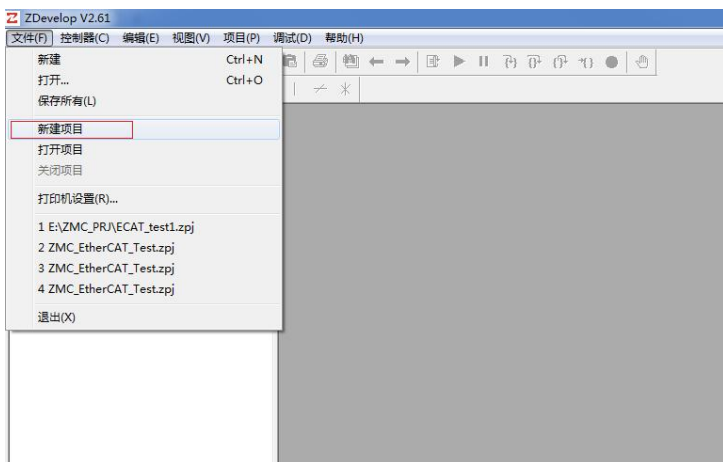 ZDevelop V2.61
文件(F) 控制器(C) 编辑(E) 视图(V) 项目(P) 调试(D) 帮助(H)
新建 Ctrl+N
打开... Ctrl+O
保存所有(L)
新建项目
打开项目
关闭项目
打印机设置(R)...
1 E:\ZMC_PRJ\ECAT_test1.zpj
2 ZMC_EtherCAT_Test.zpj
3 ZMC_EtherCAT_Test.zpj
4 ZMC_EtherCAT_Test.zpj
退出(X)